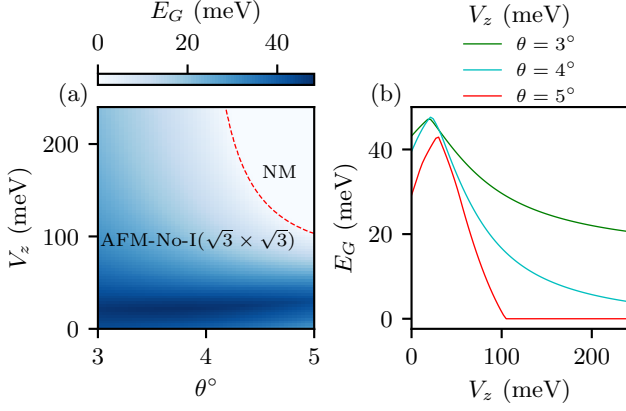 E_G (meV)
0 20 40
(a)
V_z (meV)
200
100
0
NM
AFM-No-I(√3 × √3)
3 4 5
θ°
V_z
θ = 3°
θ = 4°
θ = 5°
(b)
E_G (meV)
40
20
0
0 100 200
V_z (meV)